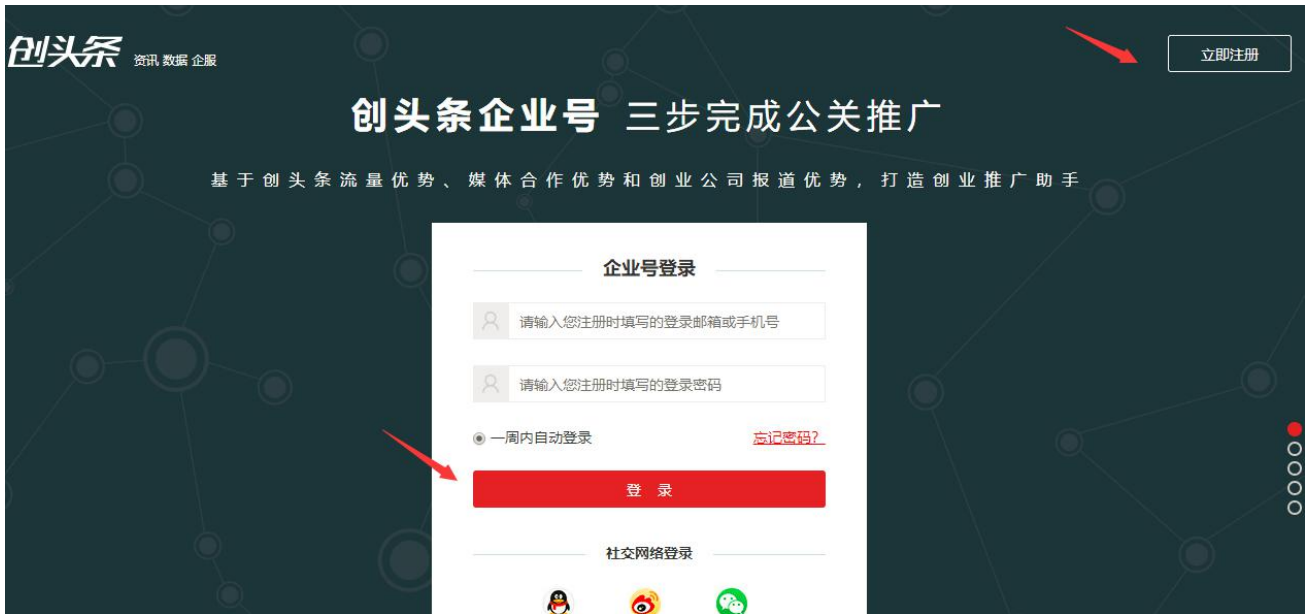 创头条 资讯 数据 企服
立即注册
创头条企业号 三步完成公关推广
基于创头条流量优势、媒体合作优势和创业公司报道优势，打造创业推广助手
企业号登录
请输入您注册时填写的登录邮箱或手机号
请输入您注册时填写的登录密码
一周内自动登录 忘记密码？
登 录
社交网络登录